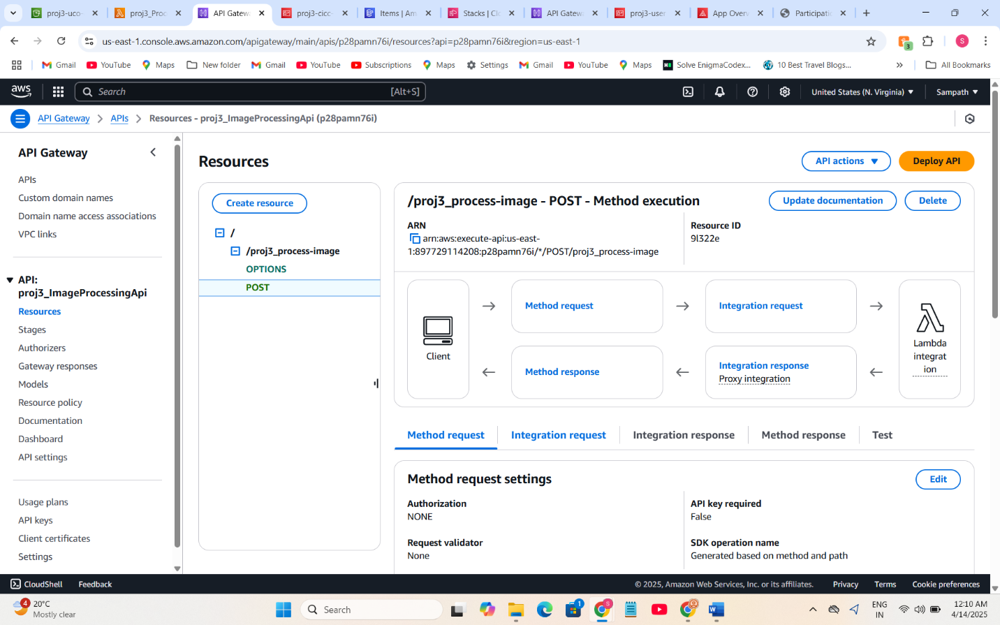 proj3-uco-
proj3_Proc
API Gatew
proj3-cicc-
Items | Am
Stacks | Clo
API Gatew
proj3-user
App Overv
Participatic
us-east-1.console.aws.amazon.com/apigateway/main/apis/p28pamn76i/resources?api=p28pamn76i&region=us-east-1
3
S
Gmail
YouTube
Maps
New folder
Gmail
YouTube
Subscriptions
Maps
Settings
Gmail
YouTube
Maps
Solve EnigmaCodex...
10 Best Travel Blogs...
All Bookmarks
aws
Search
[Alt+S]
United States (N. Virginia)
Sampath
API Gateway
APIs
Resources - proj3_ImageProcessingApi (p28pamn76i)
API Gateway
APIs
Custom domain names
Domain name access associations
VPC links
API:
proj3_ImageProcessingApi
Resources
Stages
Authorizers
Gateway responses
Models
Resource policy
Documentation
Dashboard
API settings
Usage plans
API keys
Client certificates
Settings
Resources
API actions
Deploy API
Create resource
/
/proj3_process-image
OPTIONS
POST
/proj3_process-image - POST - Method execution
Update documentation
Delete
ARN
arn:aws:execute-api:us-east-
1:897729114208:p28pamn76i/*/POST/proj3_process-image
Resource ID
9l322e
Client
Method request
Integration request
Lambda
integrat
ion
Method response
Integration response
Proxy integration
Method request
Integration request
Integration response
Method response
Test
Method request settings
Edit
Authorization
NONE
API key required
False
Request validator
None
SDK operation name
Generated based on method and path
CloudShell
Feedback
© 2025, Amazon Web Services, Inc. or its affiliates.
Privacy
Terms
Cookie preferences
4
20°C
Mostly clear
Search
1
S
ENG
IN
12:10 AM
4/14/2025